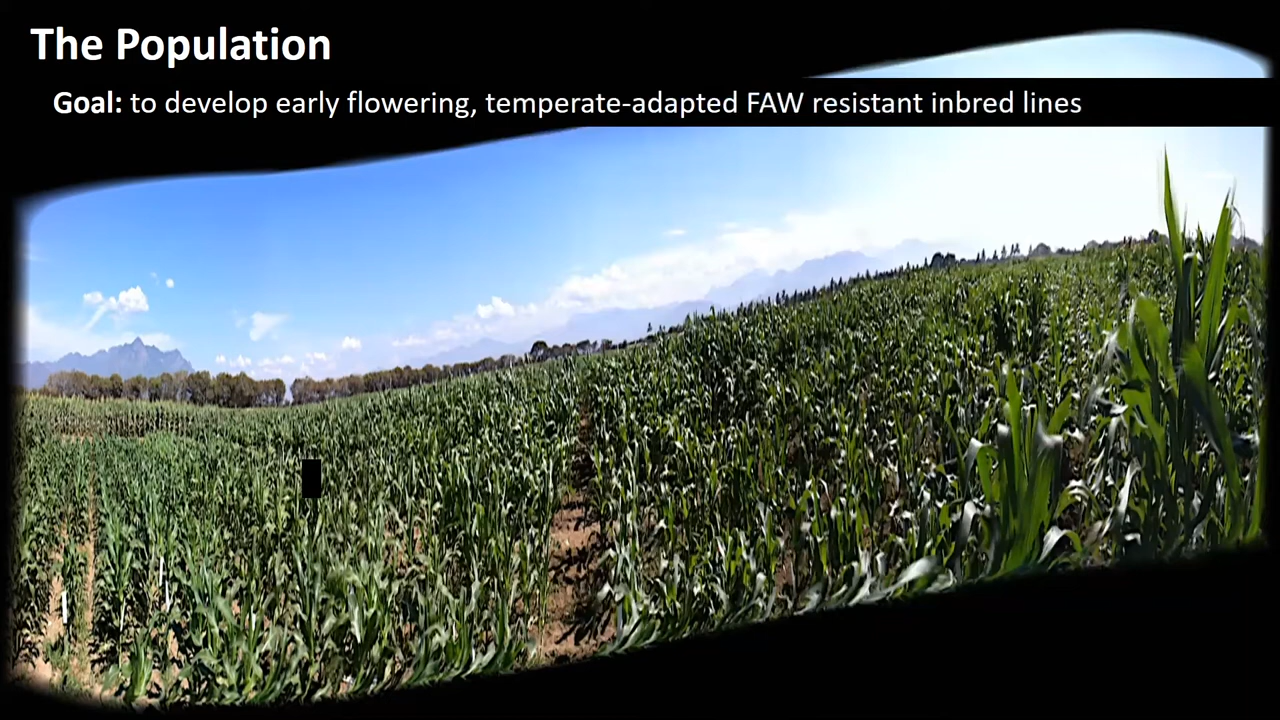 The Population
Goal: to develop early flowering, temperate-adapted FAW resistant inbred lines